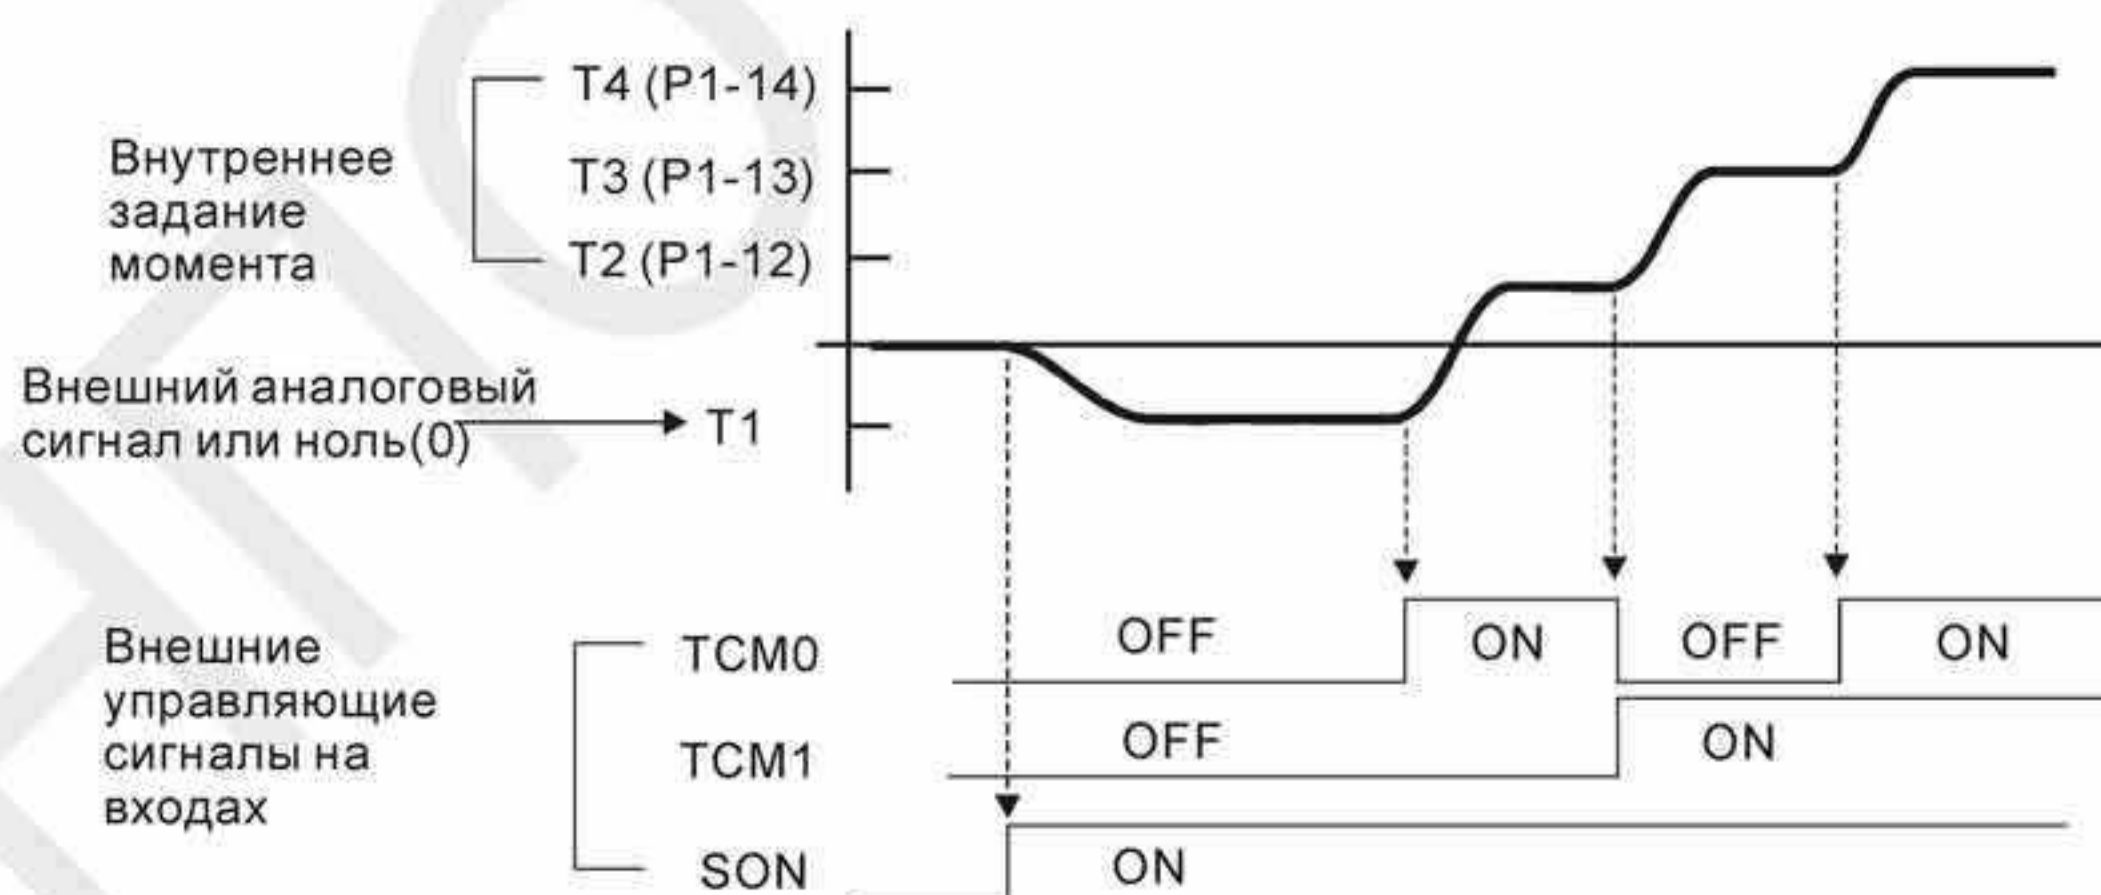 T4 (P1-14)
Внутреннее
задание
момента
T3 (P1-13)
T2 (P1-12)
Внешний аналоговый
сигнал или ноль(0)
T1
Внешние
управляющие
сигналы на
входах
TCM0
OFF
ON
OFF
ON
TCM1
OFF
ON
SON
ON